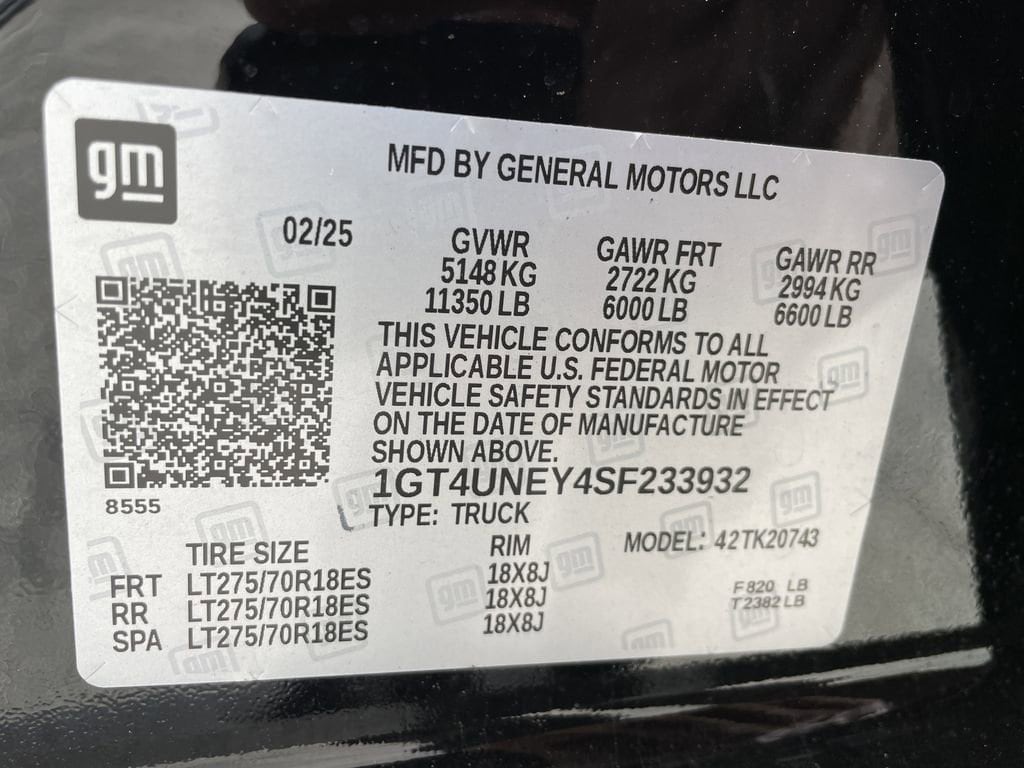 gm
MFD BY GENERAL MOTORS LLC
02/25
GVWR
5148 KG
11350 LB
GAWR FRT
2722 KG
6000 LB
GAWR RR
2994 KG
6600 LB
THIS VEHICLE CONFORMS TO ALL
APPLICABLE U.S. FEDERAL MOTOR
VEHICLE SAFETY STANDARDS IN EFFECT
ON THE DATE OF MANUFACTURE
SHOWN ABOVE.
8555
1GT4UNEY4SF233932
TYPE: TRUCK
MODEL: 42TK20743
TIRE SIZE RIM
FRT LT275/70R18ES 18X8J
RR LT275/70R18ES 18X8J
SPA LT275/70R18ES 18X8J
F820 LB
T2382 LB